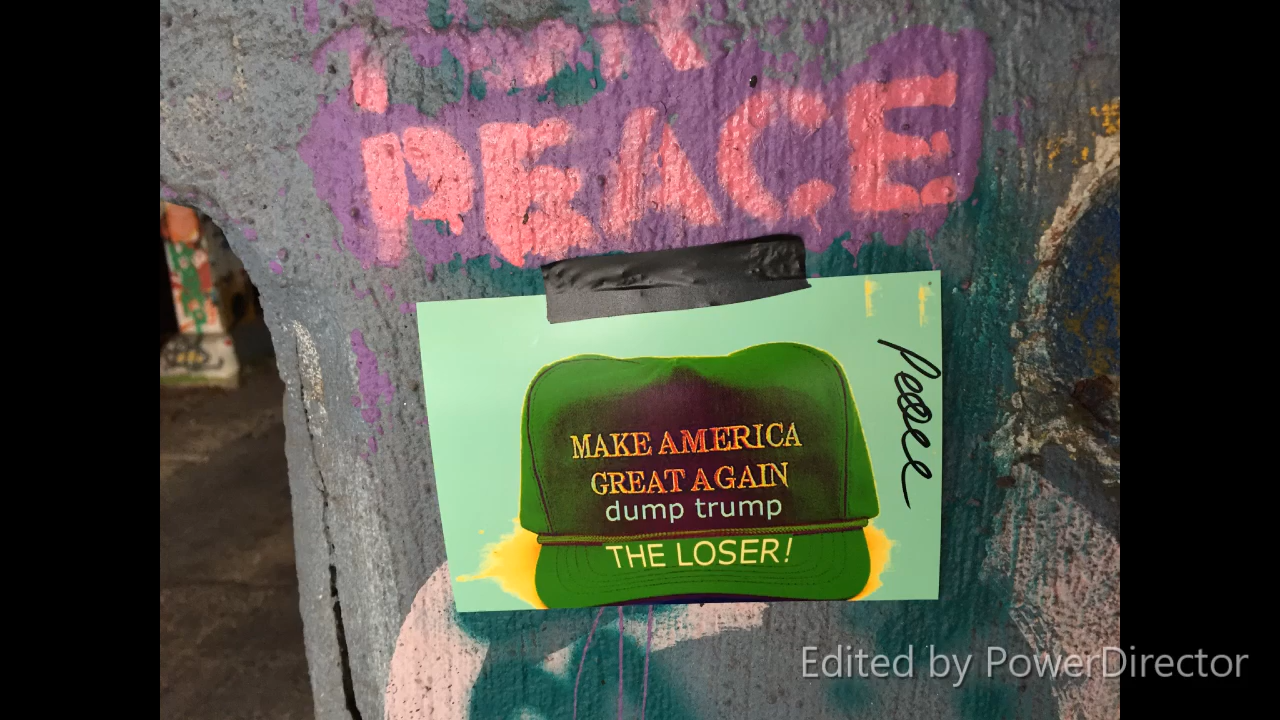 PEACE
Peace
MAKE AMERICA
GREAT AGAIN
dump trump
THE LOSER!
Edited by PowerDirector